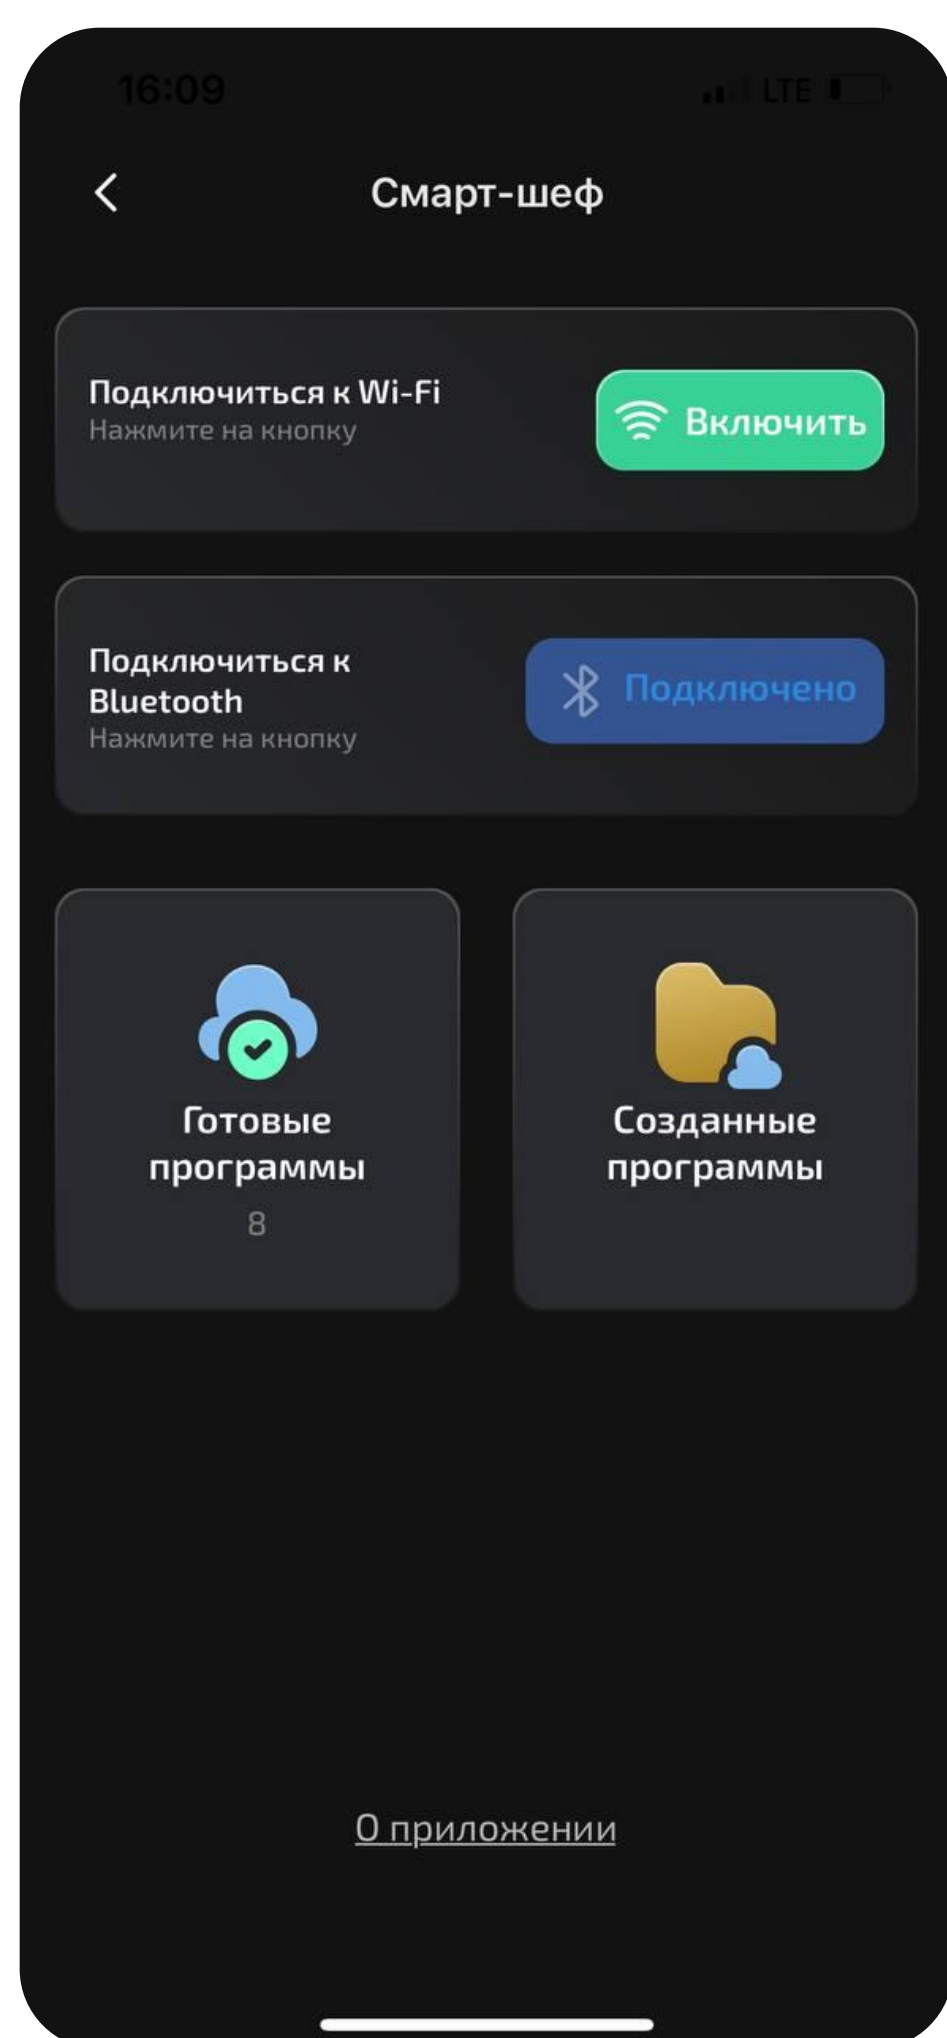 16:09 LTE
Смарт-шеф
Подключиться к Wi-Fi
Нажмите на кнопку
Включить
Подключиться к
Bluetooth
Нажмите на кнопку
Подключено
Готовые
программы
8
Созданные
программы
О приложении